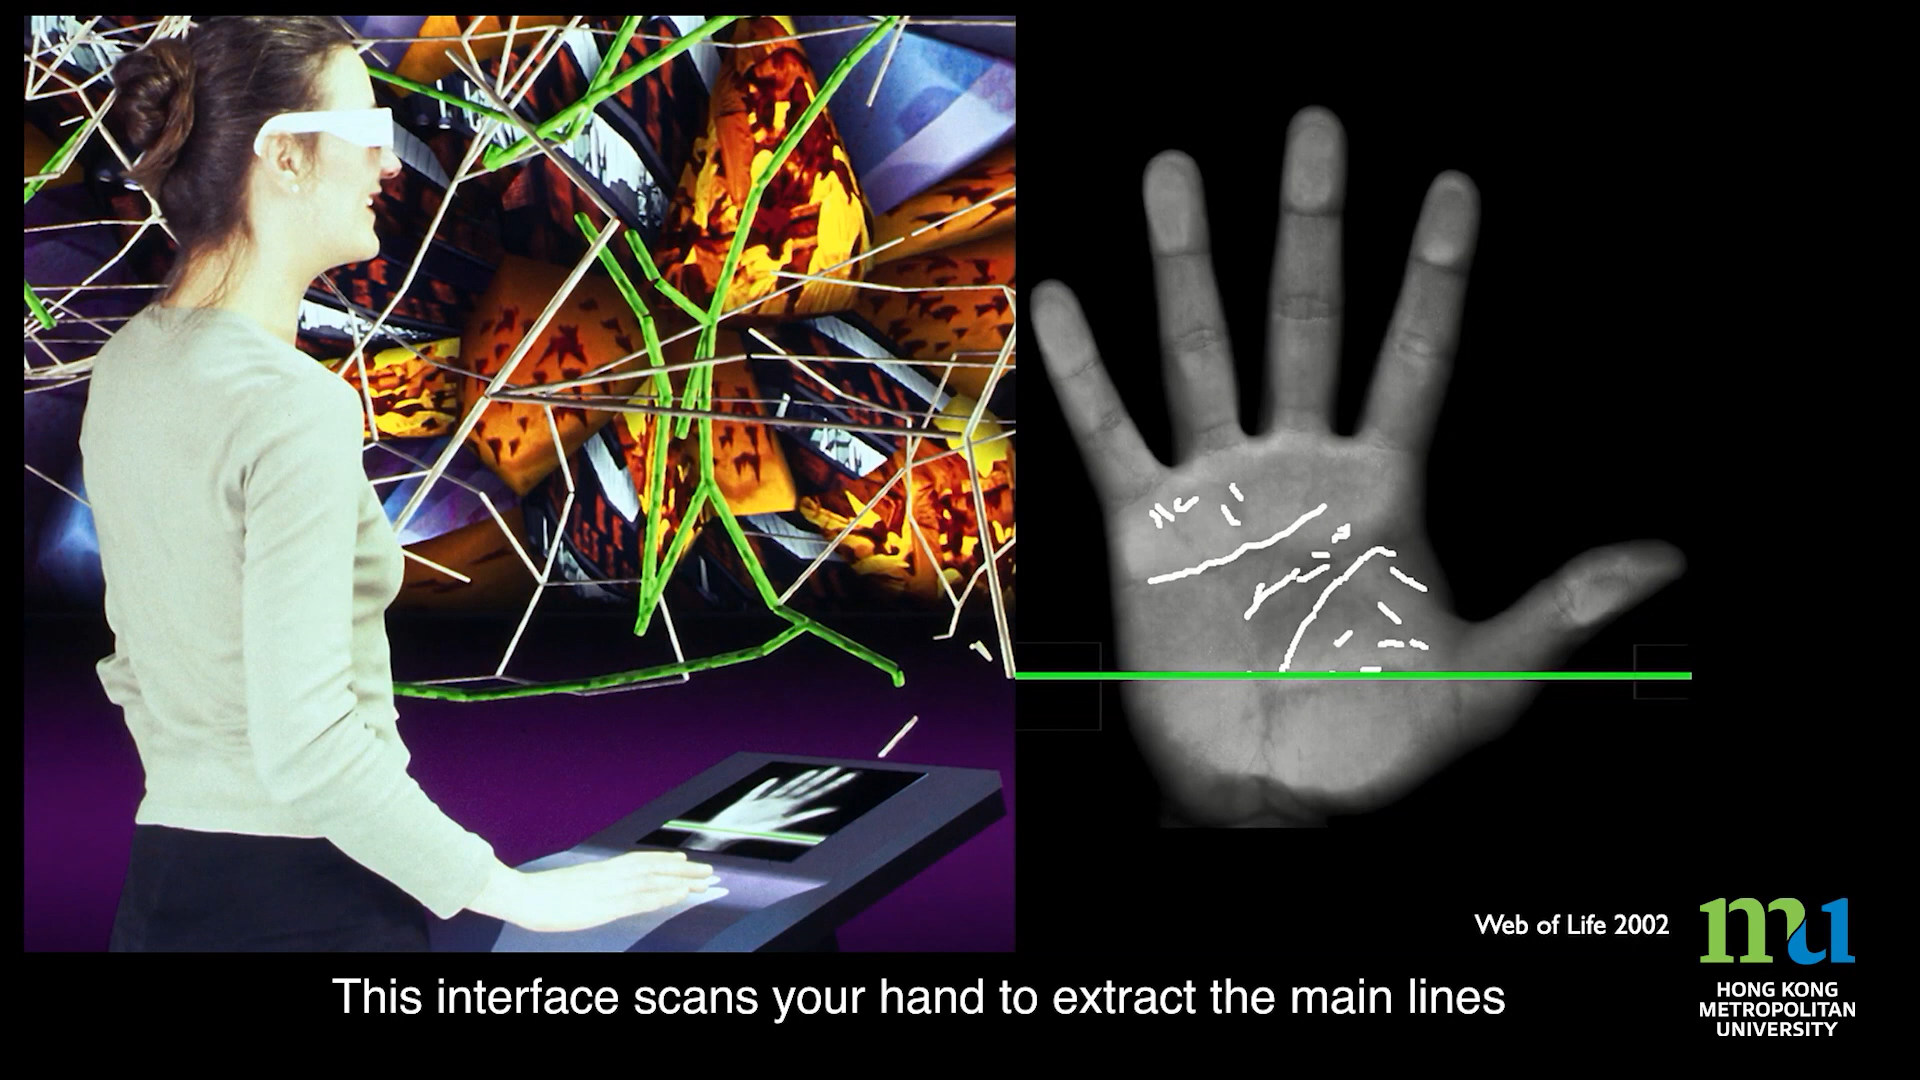 Web of Life 2002
mu
HONG KONG
METROPOLITAN
UNIVERSITY
This interface scans your hand to extract the main lines